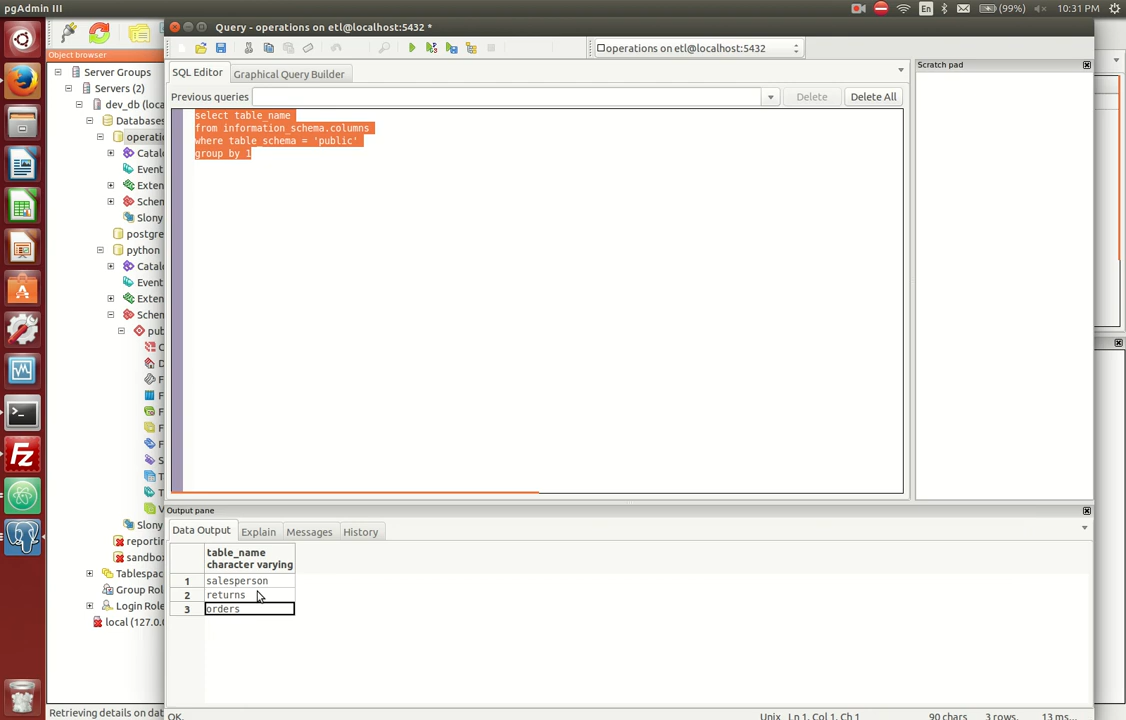 pgAdmin III
En
(99%)
10:31 PM
Query - operations on etl@localhost:5432 *
operations on etl@localhost:5432
Object browser
Server Groups
Servers (2)
dev_db (loca
Databases
operati
Catal
Event
Exten
Schem
Slony
postgre
python
Catal
Event
Exten
Schem
pub
C
D
F
F
F
F
F
S
T
T
V
Slony
reportin
sandbo
Tablespac
Group Rol
Login Role
local (127.0.0
Retrieving details on dat
SQL Editor
Graphical Query Builder
Previous queries
Delete
Delete All
select table_name
from information_schema.columns
where table_schema = 'public'
group by 1
Scratch pad
Output pane
Data Output
Explain
Messages
History
table_name
character varying
1 salesperson
2 returns
3 orders
OK.
Unix
Ln 1, Col 1, Ch 1
90 chars
3 rows.
13 ms...